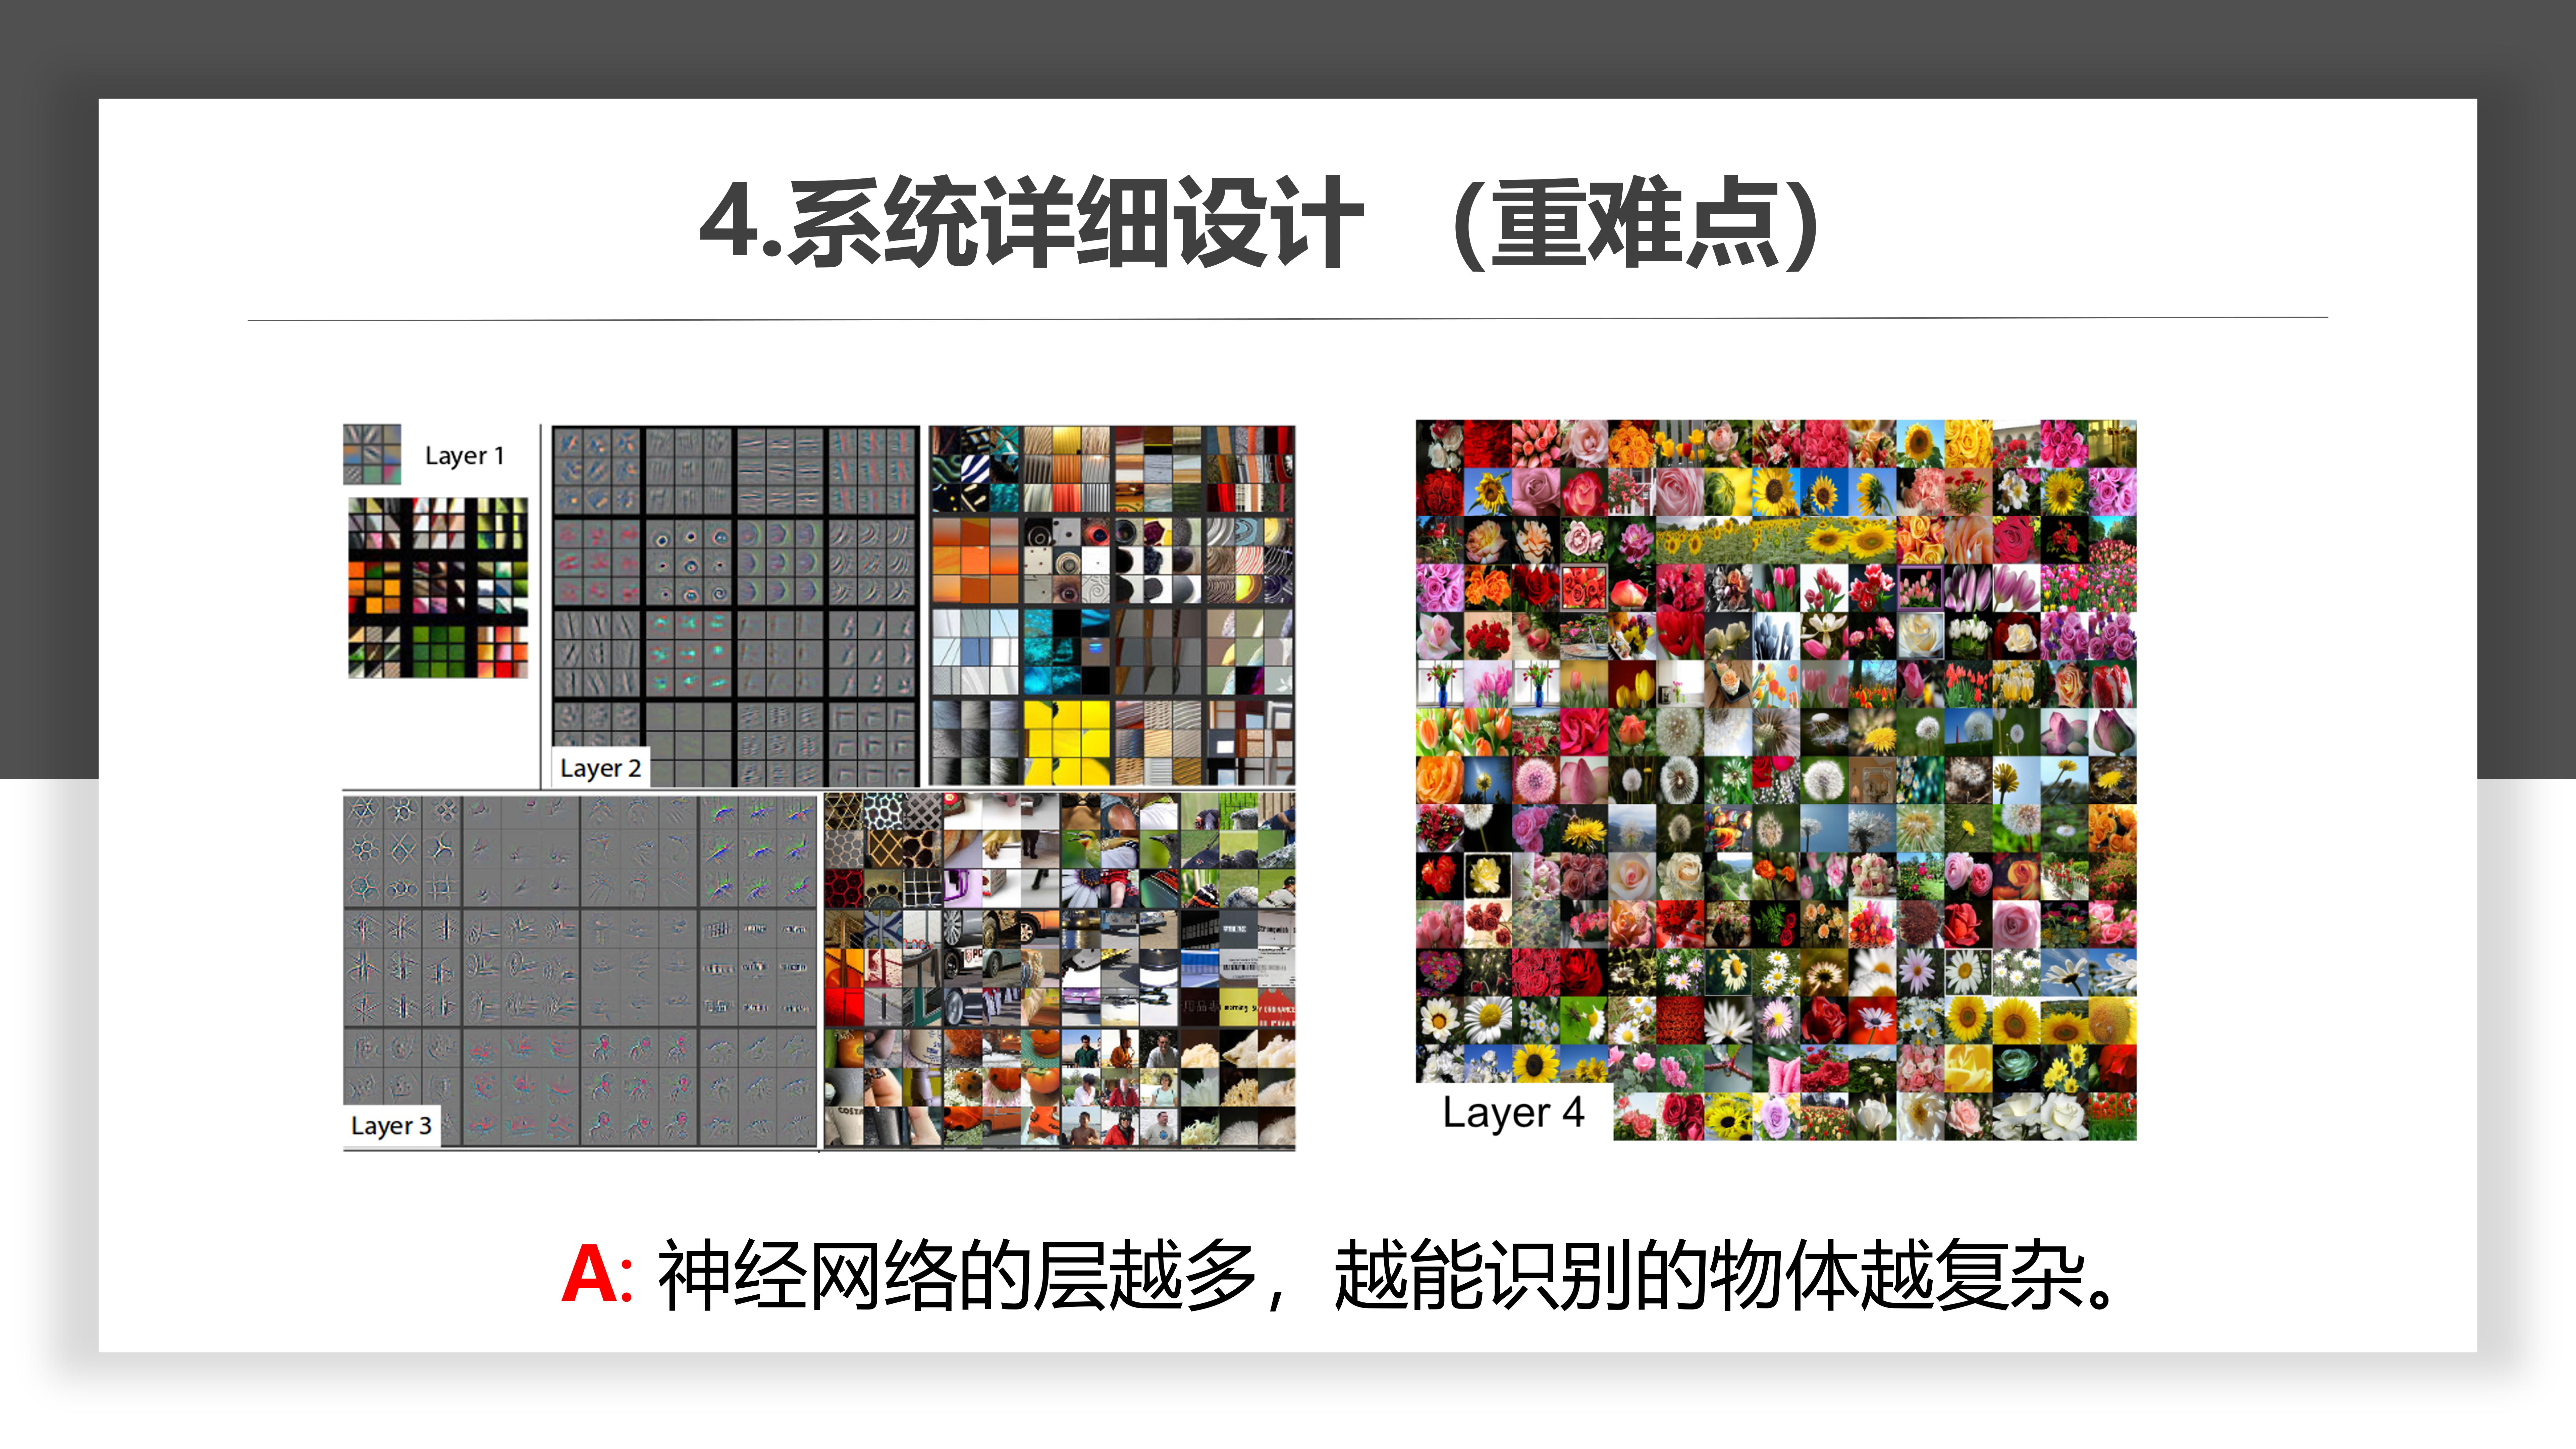 4.系统详细设计 （重难点）
Layer 1
Layer 2
Layer 3
Layer 4
A: 神经网络的层越多，越能识别的物体越复杂。